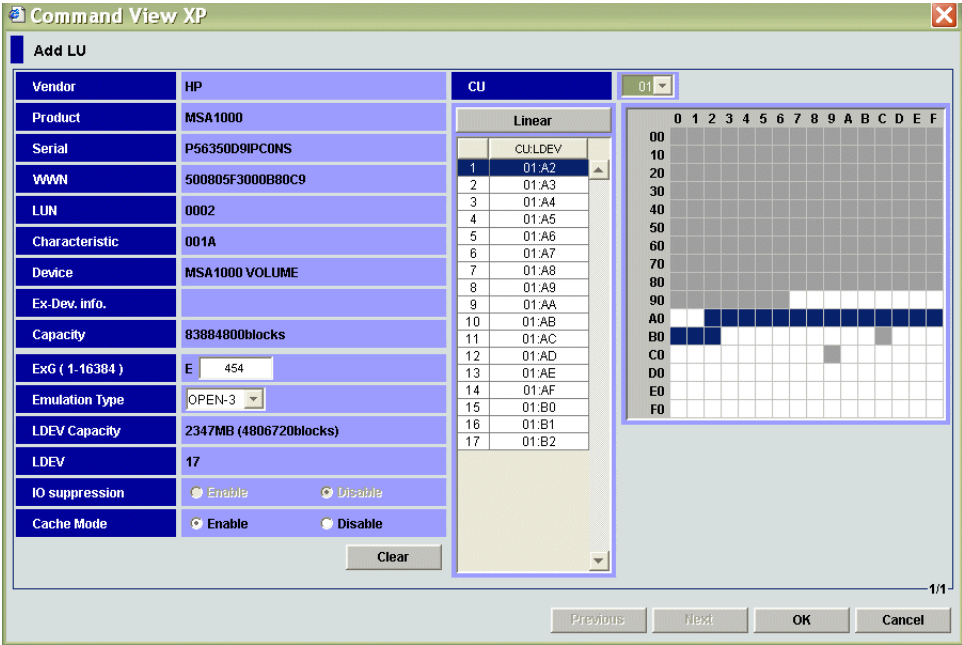 Command View XP
Add LU
Vendor HP
Product MSA1000
Serial P56350D9IPC0NS
WWN 500805F3000B80C9
LUN 0002
Characteristic 001A
Device MSA1000 VOLUME
Ex-Dev. info.
Capacity 83884800blocks
ExG ( 1-16384 ) E 454
Emulation Type OPEN-3
LDEV Capacity 2347MB (4806720blocks)
LDEV 17
IO suppression Enable Disable
Cache Mode Enable Disable
Clear
CU 01
Linear
CU:LDEV
1 01:A2
2 01:A3
3 01:A4
4 01:A5
5 01:A6
6 01:A7
7 01:A8
8 01:A9
9 01:AA
10 01:AB
11 01:AC
12 01:AD
13 01:AE
14 01:AF
15 01:B0
16 01:B1
17 01:B2
0 1 2 3 4 5 6 7 8 9 A B C D E F
00
10
20
30
40
50
60
70
80
90
A0
B0
C0
D0
E0
F0
1/1
Previous Next OK Cancel